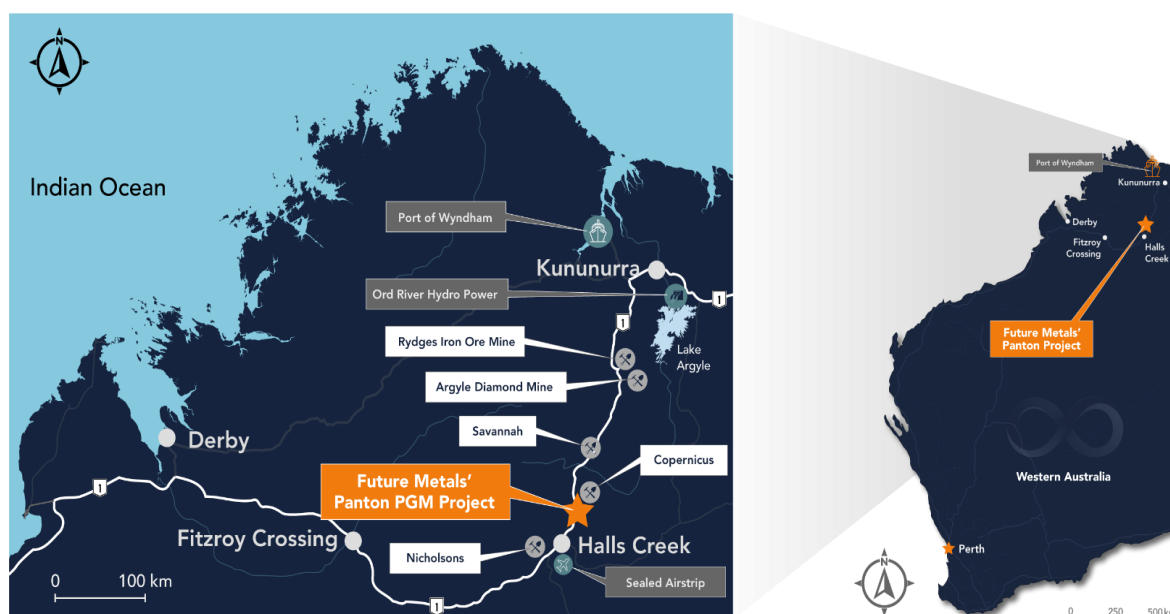 N
Indian Ocean
Port of Wyndham
Kununurra
Ord River Hydro Power
1
1
Rydges Iron Ore Mine
Lake
Argyle
Argyle Diamond Mine
Savannah
Derby
Copernicus
Future Metals'
Panton PGM Project
1
Fitzroy Crossing
Halls Creek
Nicholsons
Sealed Airstrip
0 100 km
1
Port of Wyndham
Kununurra
Derby
Fitzroy
Crossing
Halls
Creek
Future Metals'
Panton Project
Western Australia
Perth
N
0 250 500